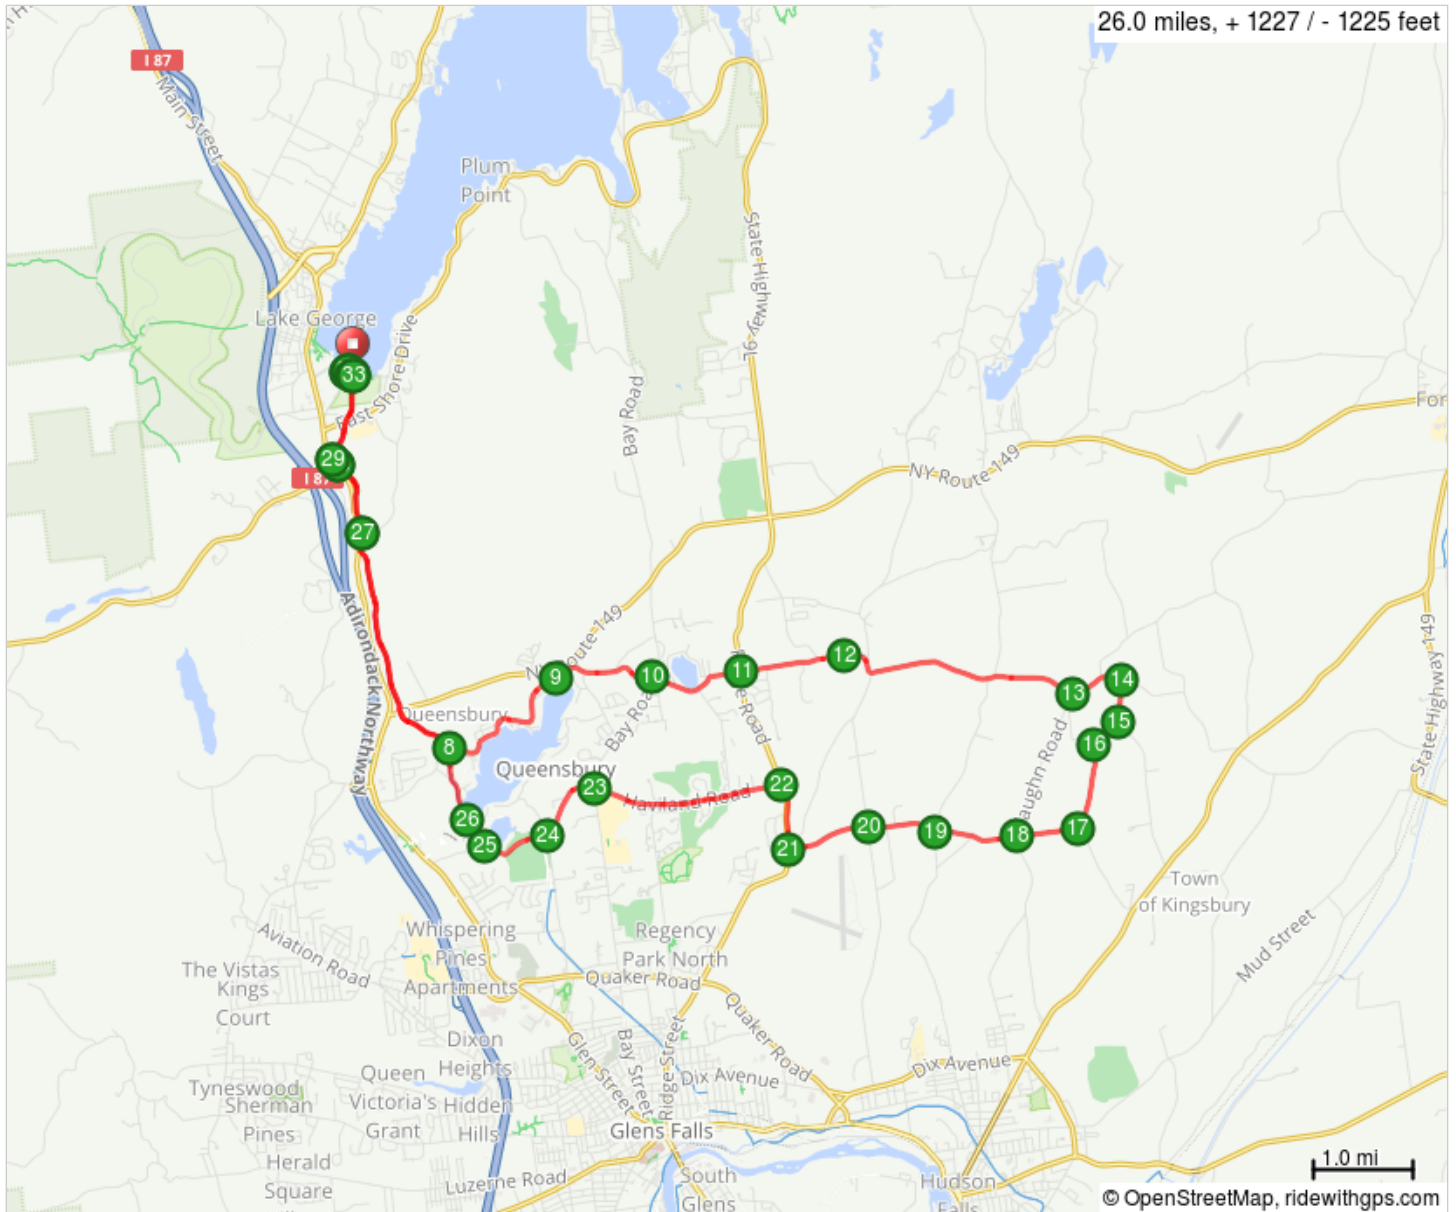 26.0 miles, + 1227 / - 1225 feet
I 87
Main Street
Plum
Point
State Highway 9L
Lake George
East Shore Drive
33
Bay Road
For
29
I 87
NY Route 149
27
Adirondack Northway
NY Route 149
State Highway 149
12
11
10
9
14
13
Queensbury
15
8
Bay Road
Ridge Road
16
Queensbury
Vaughn Road
22
23
Haviland Road
26
24
20
19
18
17
25
21
Town
of Kingsbury
Whispering
Pines
Apartments
Regency
Park North
Aviation Road
Mud Street
The Vistas
Kings
Court
Quaker Road
Quaker Road
Dixon
Heights
Glen Street
Bay Street
Ridge Street
Dix Avenue
Dix Avenue
Queen
Victoria's
Grant
Hidden
Hills
Tyneswood
Sherman
Pines
Glens Falls
Herald
Square
Luzerne Road
South
Glens
Hudson
Falls
1.0 mi
© OpenStreetMap, ridewithgps.com